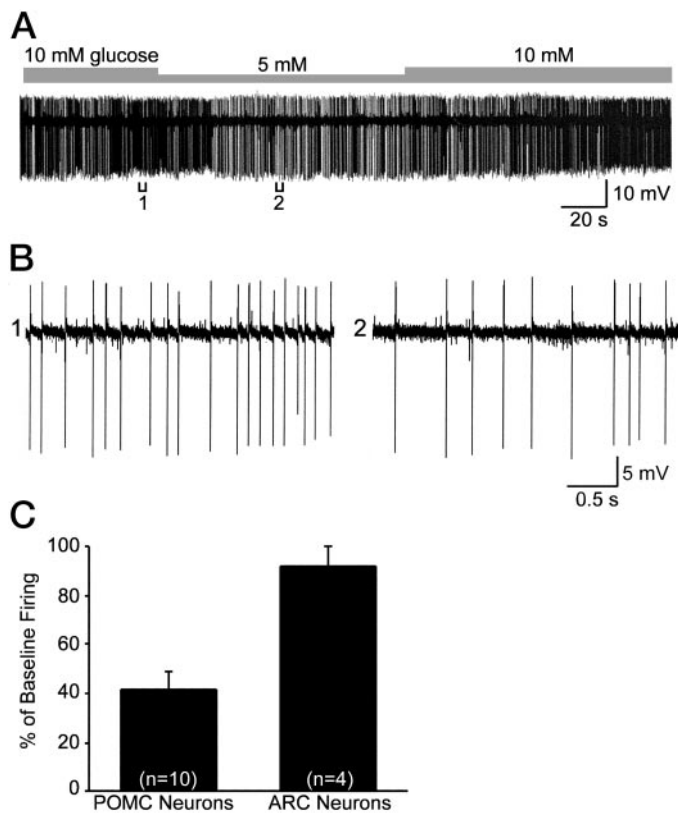 A
10 mM glucose
5 mM
10 mM
1
2
10 mV
20 s
B
1
2
5 mV
0.5 s
C
% of Baseline Firing
100
80
60
40
20
0
(n=10)
(n=4)
POMC Neurons
ARC Neurons